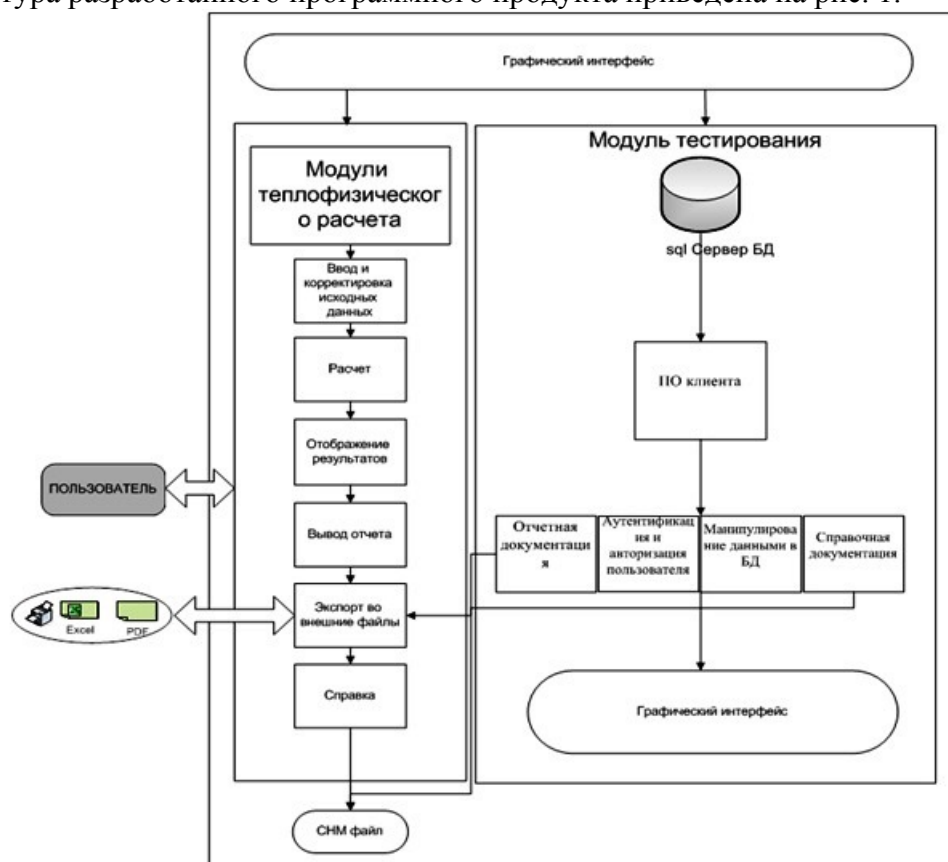 тура разработанного программного продукта приведена на рис. 1.
Графический интерфейс
Модули
теплофизическог
о расчета
Ввод и
корректировка
исходных
данных
Расчет
Отображение
результатов
Вывод отчета
Экспорт во
внешние файлы
Справка
CHM файл
ПОЛЬЗОВАТЕЛЬ
Excel
PDF
Модуль тестирования
sql Сервер БД
ПО клиента
Отчетная
документаци
я
Аутентификац
ия и
авторизация
пользователя
Манипулирова
ние данными в
БД
Справочная
документация
Графический интерфейс